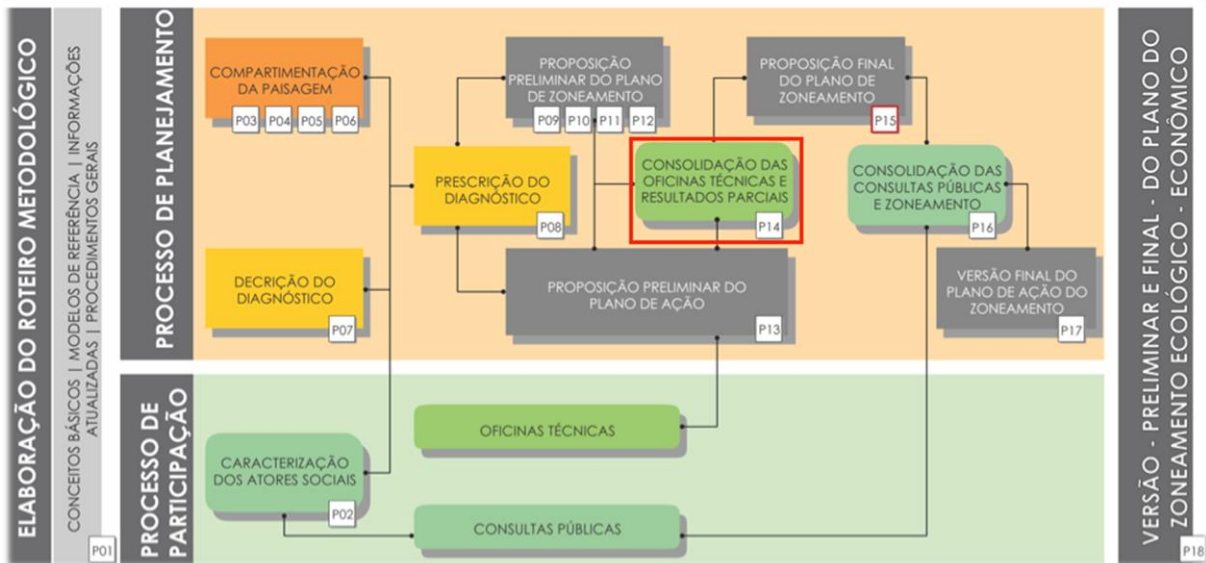 ELABORAÇÃO DO ROTEIRO METODOLÓGICO
CONCEITOS BÁSICOS | MODELOS DE REFERÊNCIA | INFORMAÇÕES
ATUALIZADAS | PROCEDIMENTOS GERAIS
P01
PROCESSO DE PLANEJAMENTO
COMPARTIMENTAÇÃO
DA PAISAGEM
P03 P04 P05 P06
DECRIÇÃO DO
DIAGNÓSTICO
P07
PRESCRIÇÃO DO
DIAGNÓSTICO
P08
PROPOSIÇÃO
PRELIMINAR DO PLANO
DE ZONEAMENTO
P09 P10 P11 P12
CONSOLIDAÇÃO DAS
OFICINAS TÉCNICAS E
RESULTADOS PARCIAIS
P14
PROPOSIÇÃO PRELIMINAR DO
PLANO DE AÇÃO
P13
PROPOSIÇÃO FINAL
DO PLANO DE
ZONEAMENTO
P15
CONSOLIDAÇÃO DAS
CONSULTAS PÚBLICAS
E ZONEAMENTO
P16
VERSÃO FINAL DO
PLANO DE AÇÃO DO
ZONEAMENTO
P17
PROCESSO DE
PARTICIPAÇÃO
CARACTERIZAÇÃO
DOS ATORES SOCIAIS
P02
OFICINAS TÉCNICAS
CONSULTAS PÚBLICAS
VERSÃO - PRELIMINAR E FINAL - DO PLANO DO
ZONEAMENTO ECOLÓGICO - ECONÔMICO
P18